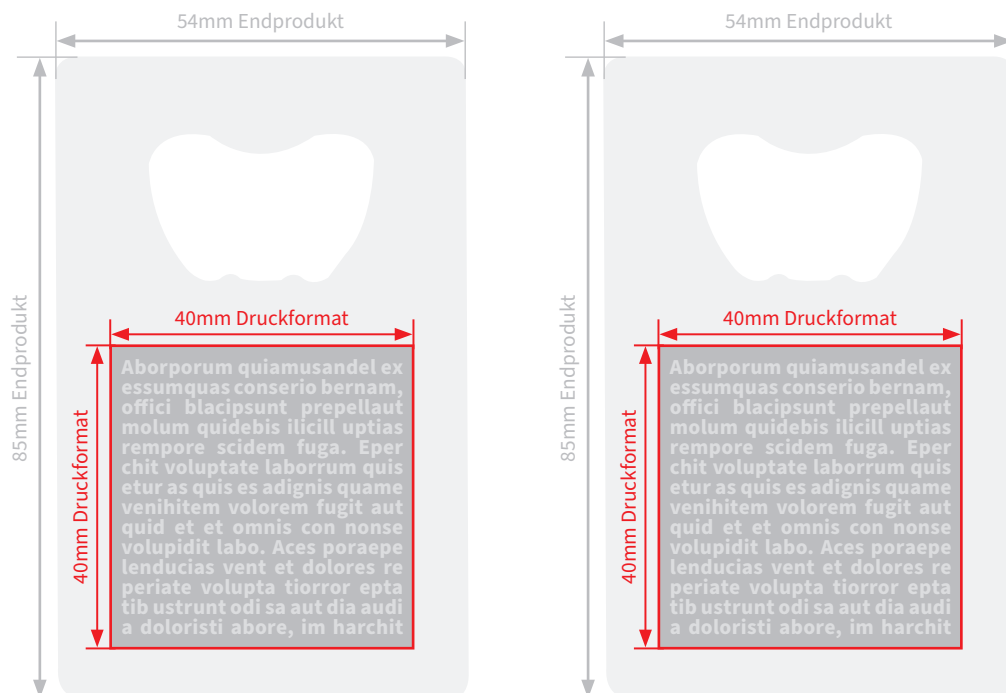 54mm Endprodukt
85mm Endprodukt
40mm Druckformat
40mm Druckformat
Aborporum quiamusandel ex
essumquas conserio bernam,
offici blacipsunt prepellaut
molum quidebis ilicill uptias
rempore scidem fuga. Eper
chit voluptate laborrum quis
etur as quis es adignis quame
venihitem volorem fugit aut
quid et et omnis con nonse
volupidit labo. Aces poraepe
lenducias vent et dolores re
periate volupta tiorror epta
tib ustrunt odi sa aut dia audi
a doloristi abore, im harchit
54mm Endprodukt
85mm Endprodukt
40mm Druckformat
40mm Druckformat
Aborporum quiamusandel ex
essumquas conserio bernam,
offici blacipsunt prepellaut
molum quidebis ilicill uptias
rempore scidem fuga. Eper
chit voluptate laborrum quis
etur as quis es adignis quame
venihitem volorem fugit aut
quid et et omnis con nonse
volupidit labo. Aces poraepe
lenducias vent et dolores re
periate volupta tiorror epta
tib ustrunt odi sa aut dia audi
a doloristi abore, im harchit